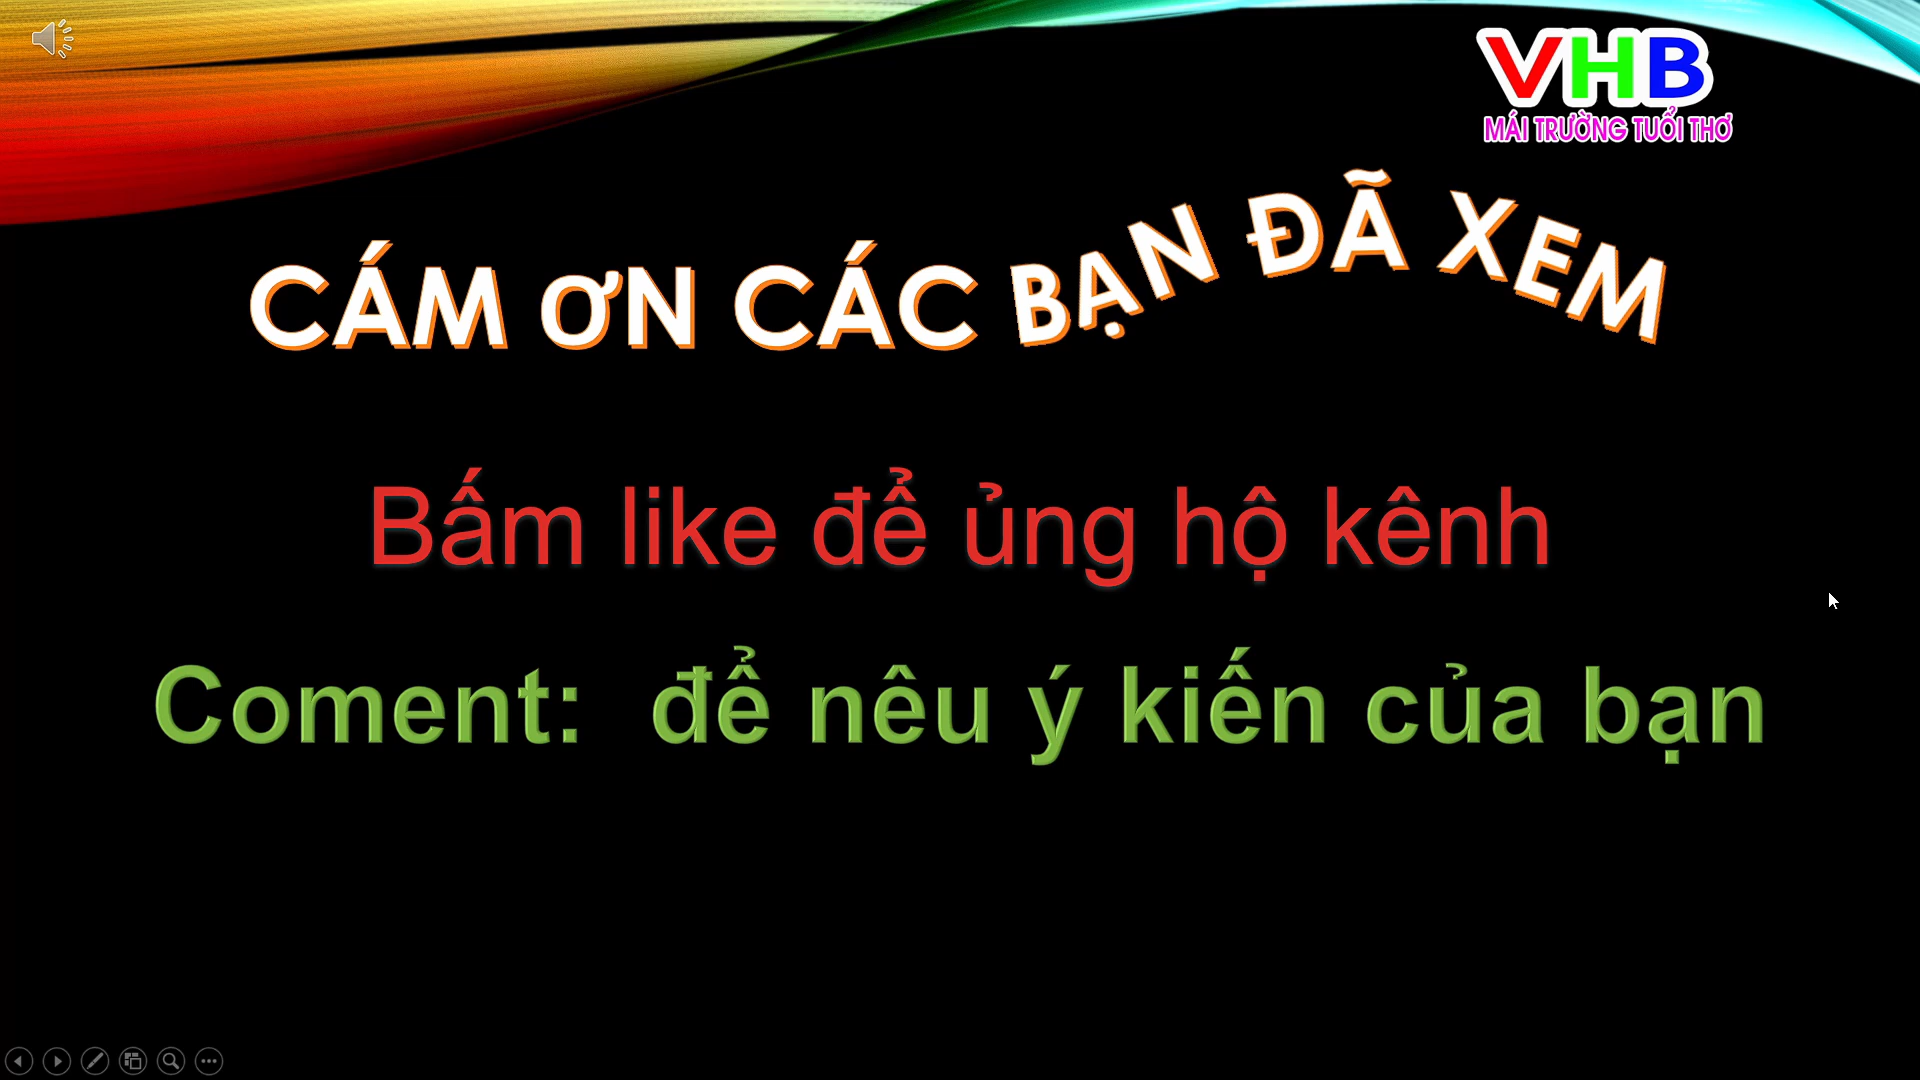 VHB
MÁI TRƯỜNG TUỔI THƠ
CÁM ƠN CÁC BẠN ĐÃ XEM
Bấm like để ủng hộ kênh
Coment:  để nêu ý kiến của bạn